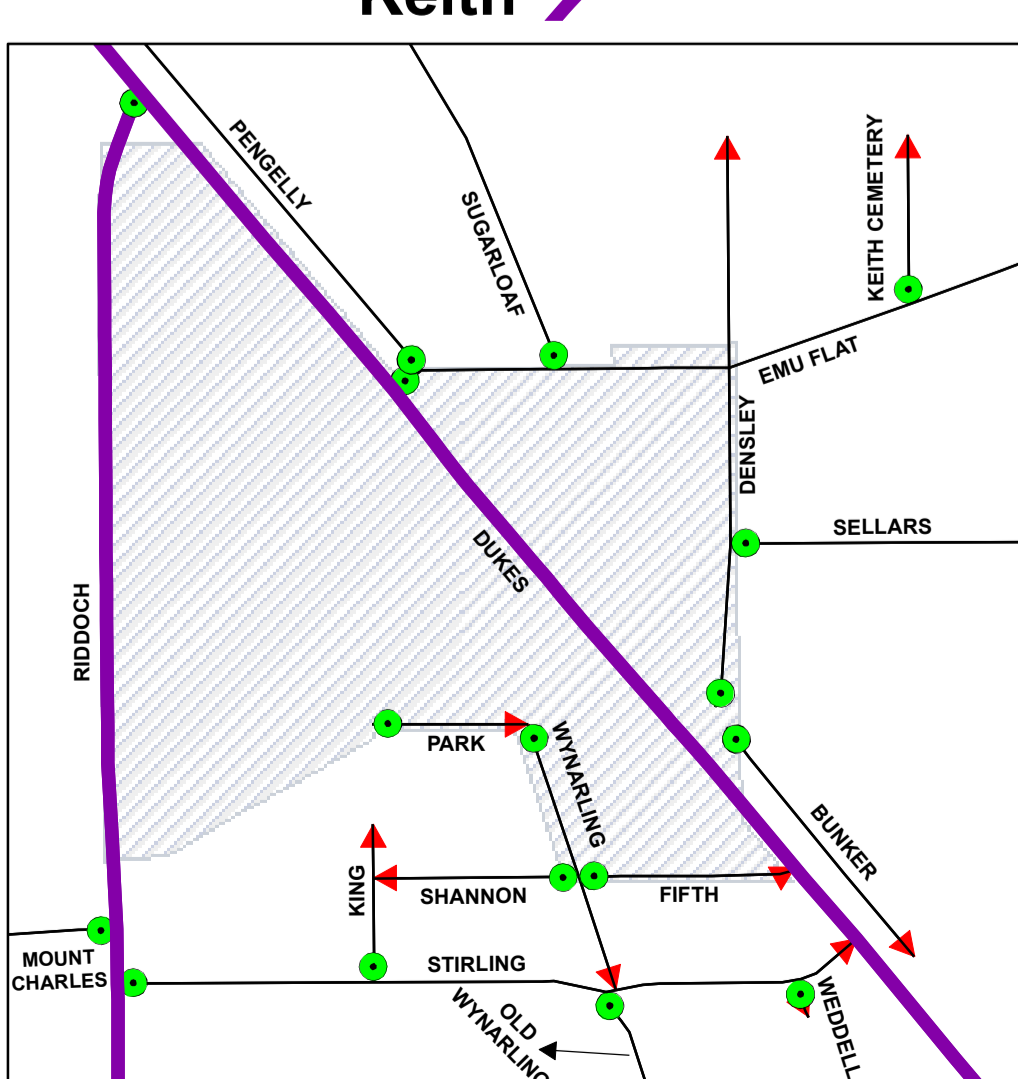 Keith
PENGELLY
SUGARLOAF
KEITH CEMETERY
EMU FLAT
DENSLEY
SELLARS
DUKES
RIDDOCH
PARK
WYNARLING
BUNKER
KING
SHANNON
FIFTH
MOUNT
CHARLES
STIRLING
OLD
WYNARLING
WEDDELL